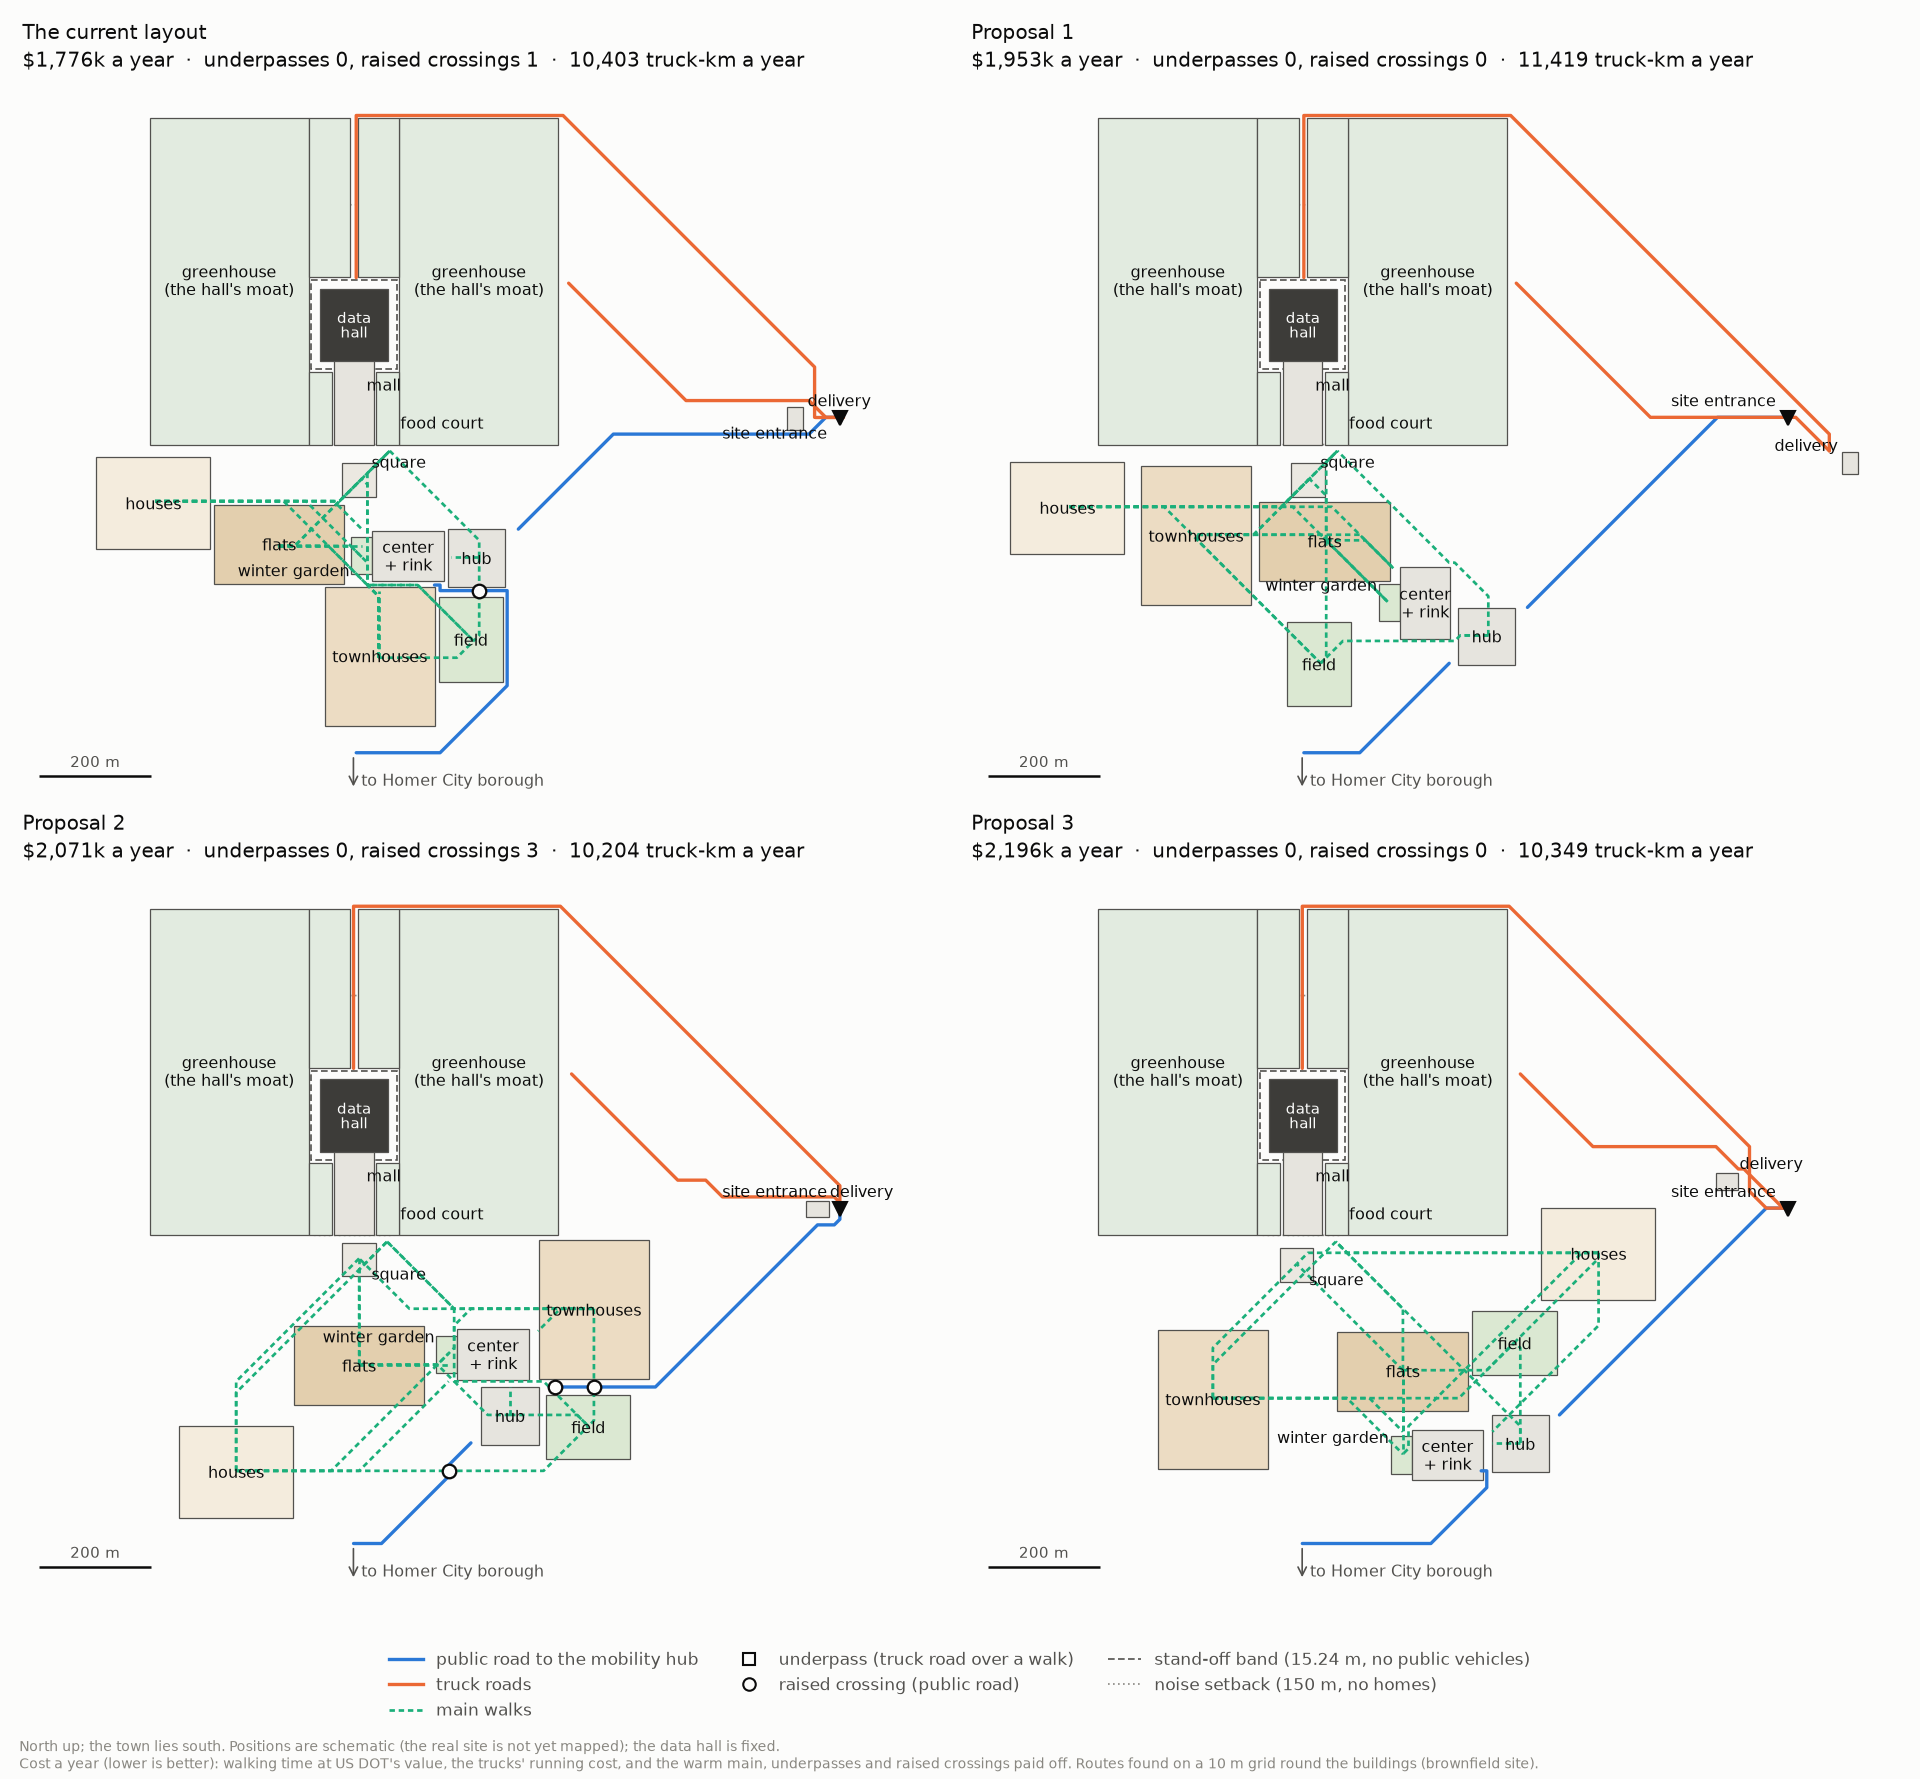 The current layout
$1,776k a year · underpasses 0, raised crossings 1 · 10,403 truck-km a year
greenhouse
(the hall's moat)
greenhouse
(the hall's moat)
data
hall
mall
food court
delivery
site entrance
square
houses
flats
winter garden
center
+ rink
hub
field
townhouses
200 m
to Homer City borough
Proposal 1
$1,953k a year · underpasses 0, raised crossings 0 · 11,419 truck-km a year
greenhouse
(the hall's moat)
greenhouse
(the hall's moat)
data
hall
mall
food court
site entrance
delivery
square
houses
townhouses
flats
winter garden
center
+ rink
hub
field
200 m
to Homer City borough
Proposal 2
$2,071k a year · underpasses 0, raised crossings 3 · 10,204 truck-km a year
greenhouse
(the hall's moat)
greenhouse
(the hall's moat)
data
hall
mall
food court
site entrance
delivery
square
townhouses
winter garden
flats
center
+ rink
hub
field
houses
200 m
to Homer City borough
Proposal 3
$2,196k a year · underpasses 0, raised crossings 0 · 10,349 truck-km a year
greenhouse
(the hall's moat)
greenhouse
(the hall's moat)
data
hall
mall
food court
delivery
site entrance
square
houses
field
flats
townhouses
winter garden
center
+ rink
hub
200 m
to Homer City borough
public road to the mobility hub
truck roads
main walks
underpass (truck road over a walk)
raised crossing (public road)
stand-off band (15.24 m, no public vehicles)
noise setback (150 m, no homes)
North up; the town lies south. Positions are schematic (the real site is not yet mapped); the data hall is fixed.
Cost a year (lower is better): walking time at US DOT's value, the trucks' running cost, and the warm main, underpasses and raised crossings paid off. Routes found on a 10 m grid round the buildings (brownfield site).